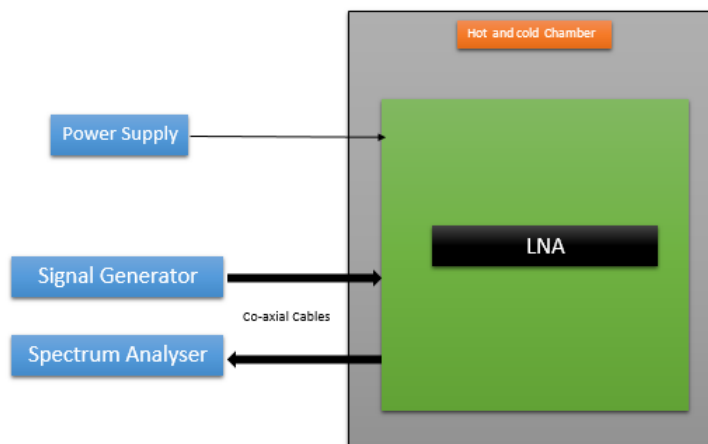 Hot and cold Chamber
Power Supply
LNA
Signal Generator
Co-axial Cables
Spectrum Analyser